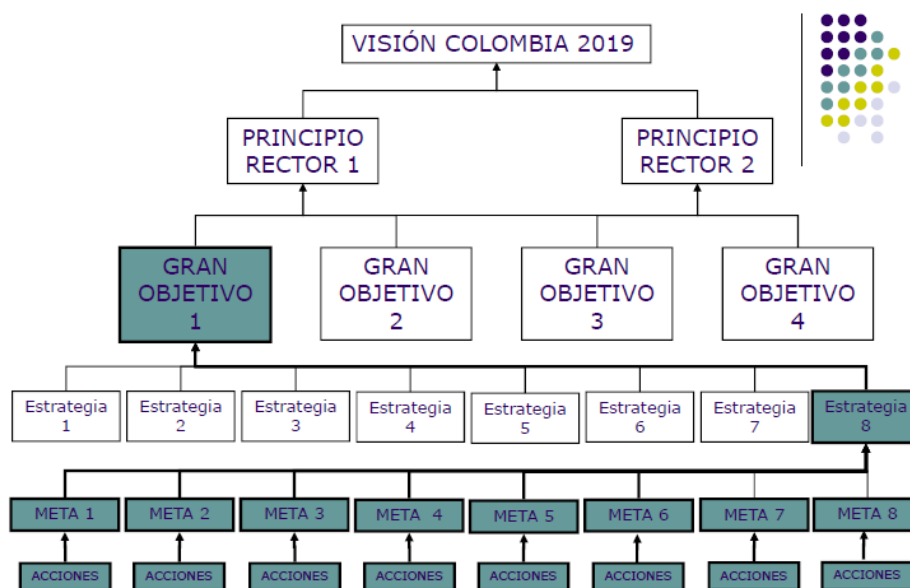 VISIÓN COLOMBIA 2019
PRINCIPIO
RECTOR 1
PRINCIPIO
RECTOR 2
GRAN
OBJETIVO
1
GRAN
OBJETIVO
2
GRAN
OBJETIVO
3
GRAN
OBJETIVO
4
Estrategia
1
Estrategia
2
Estrategia
3
Estrategia
4
Estrategia
5
Estrategia
6
Estrategia
7
Estrategia
8
META 1
META 2
META 3
META 4
META 5
META 6
META 7
META 8
ACCIONES
ACCIONES
ACCIONES
ACCIONES
ACCIONES
ACCIONES
ACCIONES
ACCIONES